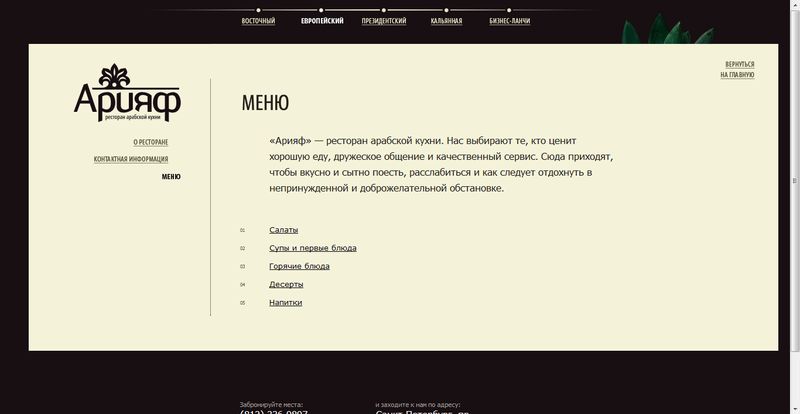 ВОСТОЧНЫЙ
ЕВРОПЕЙСКИЙ
ПРЕЗИДЕНТСКИЙ
КАЛЬЯННАЯ
БИЗНЕС-ЛАНЧИ
ВЕРНУТЬСЯ
НА ГЛАВНУЮ
Арияф
ресторан арабской кухни
О РЕСТОРАНЕ
КОНТАКТНАЯ ИНФОРМАЦИЯ
МЕНЮ
МЕНЮ
«Арияф» — ресторан арабской кухни. Нас выбирают те, кто ценит
хорошую еду, дружеское общение и качественный сервис. Сюда приходят,
чтобы вкусно и сытно поесть, расслабиться и как следует отдохнуть в
непринужденной и доброжелательной обстановке.
01 Салаты
02 Супы и первые блюда
03 Горячие блюда
04 Десерты
05 Напитки
Забронируйте места:
и заходите к нам по адресу: